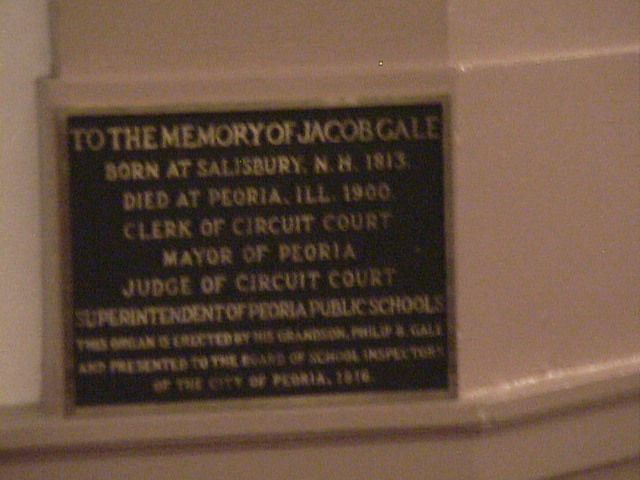 TO THE MEMORY OF JACOB GALE
BORN AT SALISBURY, N. H. 1813.
DIED AT PEORIA, ILL. 1900.
CLERK OF CIRCUIT COURT
MAYOR OF PEORIA
JUDGE OF CIRCUIT COURT
SUPERINTENDENT OF PEORIA PUBLIC SCHOOLS
THIS ORGAN IS ERECTED BY HIS GRANDSON, PHILIP B. GALE
AND PRESENTED TO THE BOARD OF SCHOOL INSPECTORS
OF THE CITY OF PEORIA, 1916